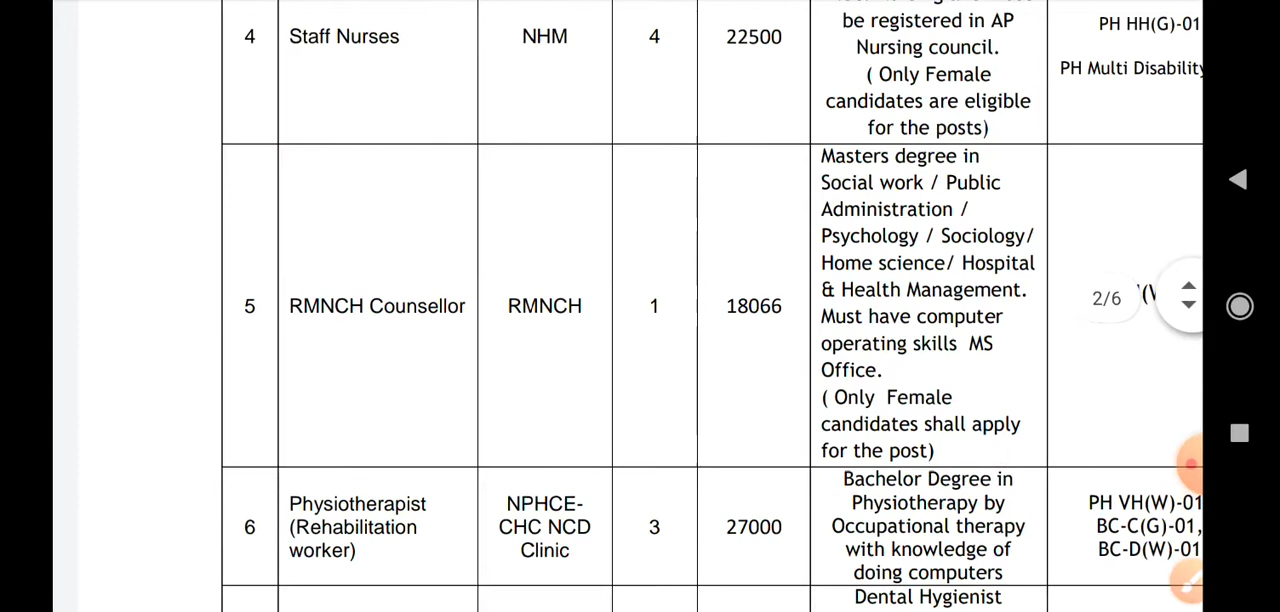 be registered in AP
Nursing council.
( Only Female
candidates are eligible
for the posts)
4
Staff Nurses
NHM
4
22500
PH HH(G)-01
PH Multi Disability
5
RMNCH Counsellor
RMNCH
1
18066
Masters degree in
Social work / Public
Administration /
Psychology / Sociology/
Home science/ Hospital
& Health Management.
Must have computer
operating skills MS
Office.
( Only Female
candidates shall apply
for the post)
2/6
6
Physiotherapist
(Rehabilitation
worker)
NPHCE-
CHC NCD
Clinic
3
27000
Bachelor Degree in
Physiotherapy by
Occupational therapy
with knowledge of
doing computers
PH VH(W)-01
BC-C(G)-01,
BC-D(W)-01
Dental Hygienist